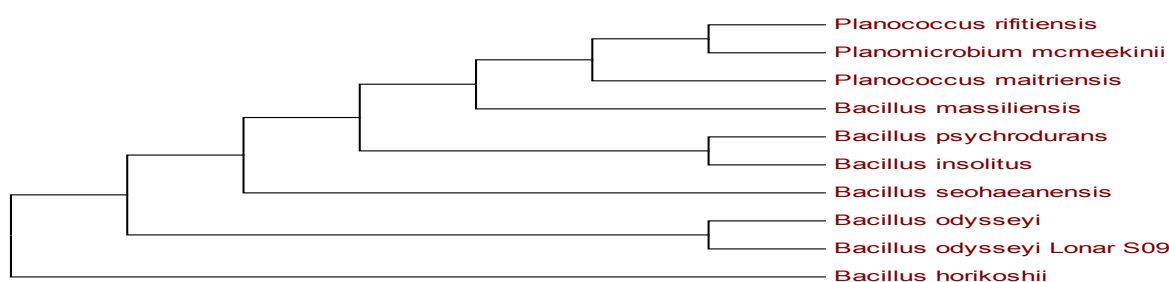 Planococcus rifitiensis
Planomicrobium mcmeekinii
Planococcus maitriensis
Bacillus massiliensis
Bacillus psychrodurans
Bacillus insolitus
Bacillus seohaeanensis
Bacillus odysseyi
Bacillus odysseyi Lonar S09
Bacillus horikoshii